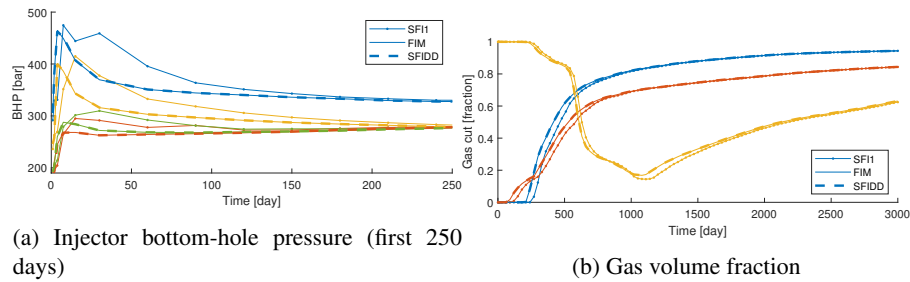 500
400
300
200
BHP [bar]
SFI1
FIM
SFIDD
0 50 100 150 200 250
Time [day]
(a) Injector bottom-hole pressure (first 250
days)
1
0.8
0.6
0.4
0.2
0
Gas cut [fraction]
SFI1
FIM
SFIDD
0 500 1000 1500 2000 2500 3000
Time [day]
(b) Gas volume fraction